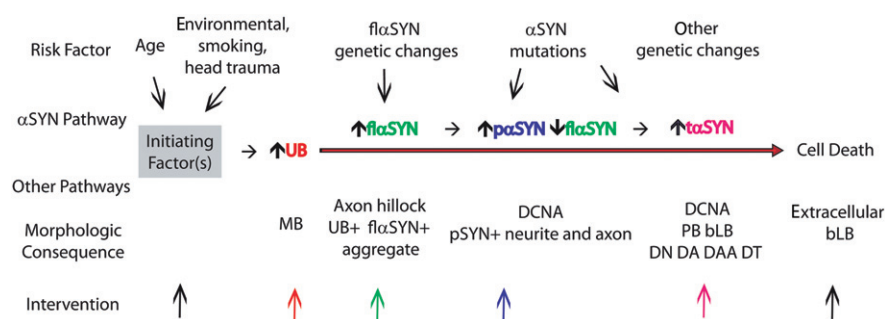 Risk Factor
Age
Environmental,
smoking,
head trauma
flαSYN
genetic changes
αSYN
mutations
Other
genetic changes
αSYN Pathway
Initiating
Factor(s)
UB
flαSYN
pαSYN
flαSYN
tαSYN
Cell Death
Other Pathways
Morphologic
Consequence
MB
Axon hillock
UB+ flαSYN+
aggregate
DCNA
pSYN+ neurite and axon
DCNA
PB bLB
DN DA DAA DT
Extracellular
bLB
Intervention